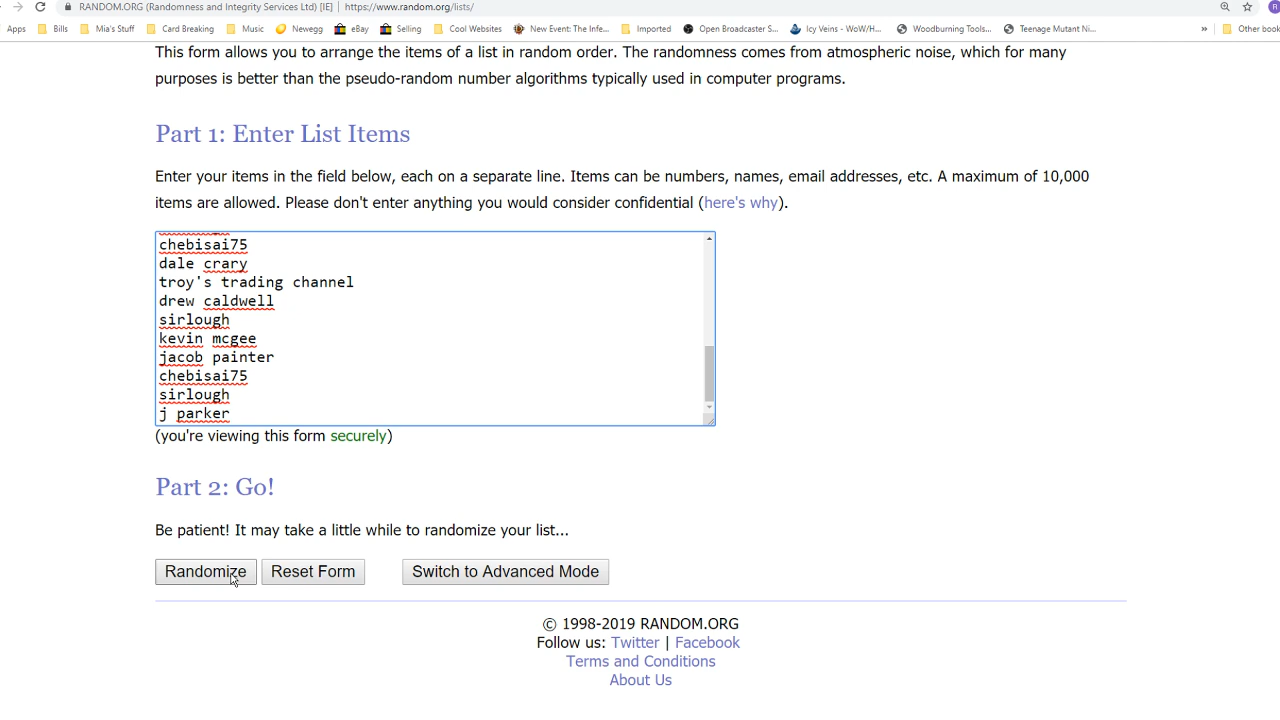 RANDOM.ORG (Randomness and Integrity Services Ltd) [IE] | https://www.random.org/lists/
Apps Bills Mia's Stuff Card Breaking Music Newegg eBay Selling Cool Websites New Event: The Infe... Imported Open Broadcaster S... Icy Veins - WoW/H... Woodburning Tools... Teenage Mutant Ni... » Other book
This form allows you to arrange the items of a list in random order. The randomness comes from atmospheric noise, which for many
purposes is better than the pseudo-random number algorithms typically used in computer programs.
Part 1: Enter List Items
Enter your items in the field below, each on a separate line. Items can be numbers, names, email addresses, etc. A maximum of 10,000
items are allowed. Please don't enter anything you would consider confidential (here's why).
chebisai75
dale crary
troy's trading channel
drew caldwell
sirlough
kevin mcgee
jacob painter
chebisai75
sirlough
j parker
(you're viewing this form securely)
Part 2: Go!
Be patient! It may take a little while to randomize your list...
Randomize Reset Form Switch to Advanced Mode
© 1998-2019 RANDOM.ORG
Follow us: Twitter | Facebook
Terms and Conditions
About Us